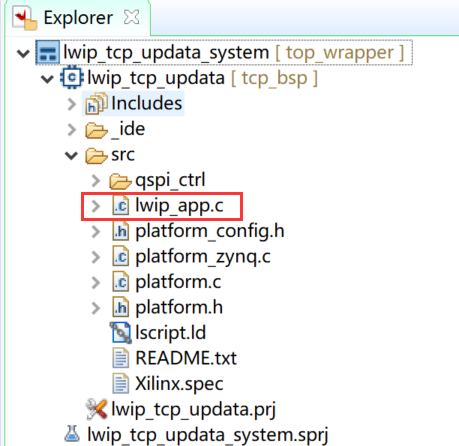 Explorer
lwip_tcp_updata_system [ top_wrapper ]
lwip_tcp_updata [ tcp_bsp ]
Includes
_ide
src
qspi_ctrl
lwip_app.c
platform_config.h
platform_zynq.c
platform.c
platform.h
lscript.ld
README.txt
Xilinx.spec
lwip_tcp_updata.prj
lwip_tcp_updata_system.sprj